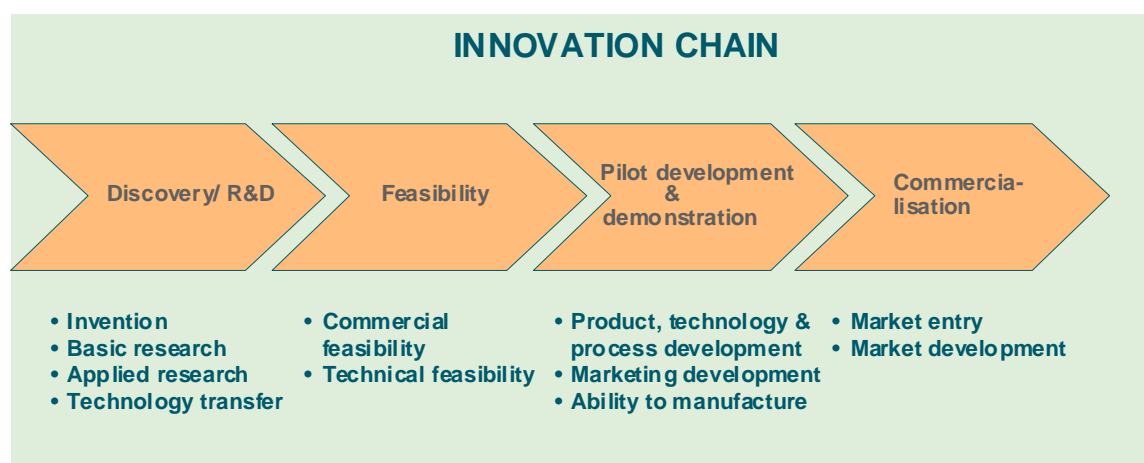 INNOVATION CHAIN
Discovery/ R&D
Feasibility
Pilot development
&
demonstration
Commercia-
lisation
• Invention
• Basic research
• Applied research
• Technology transfer
• Commercial
feasibility
• Technical feasibility
• Product, technology &
process development
• Marketing development
• Ability to manufacture
• Market entry
• Market development